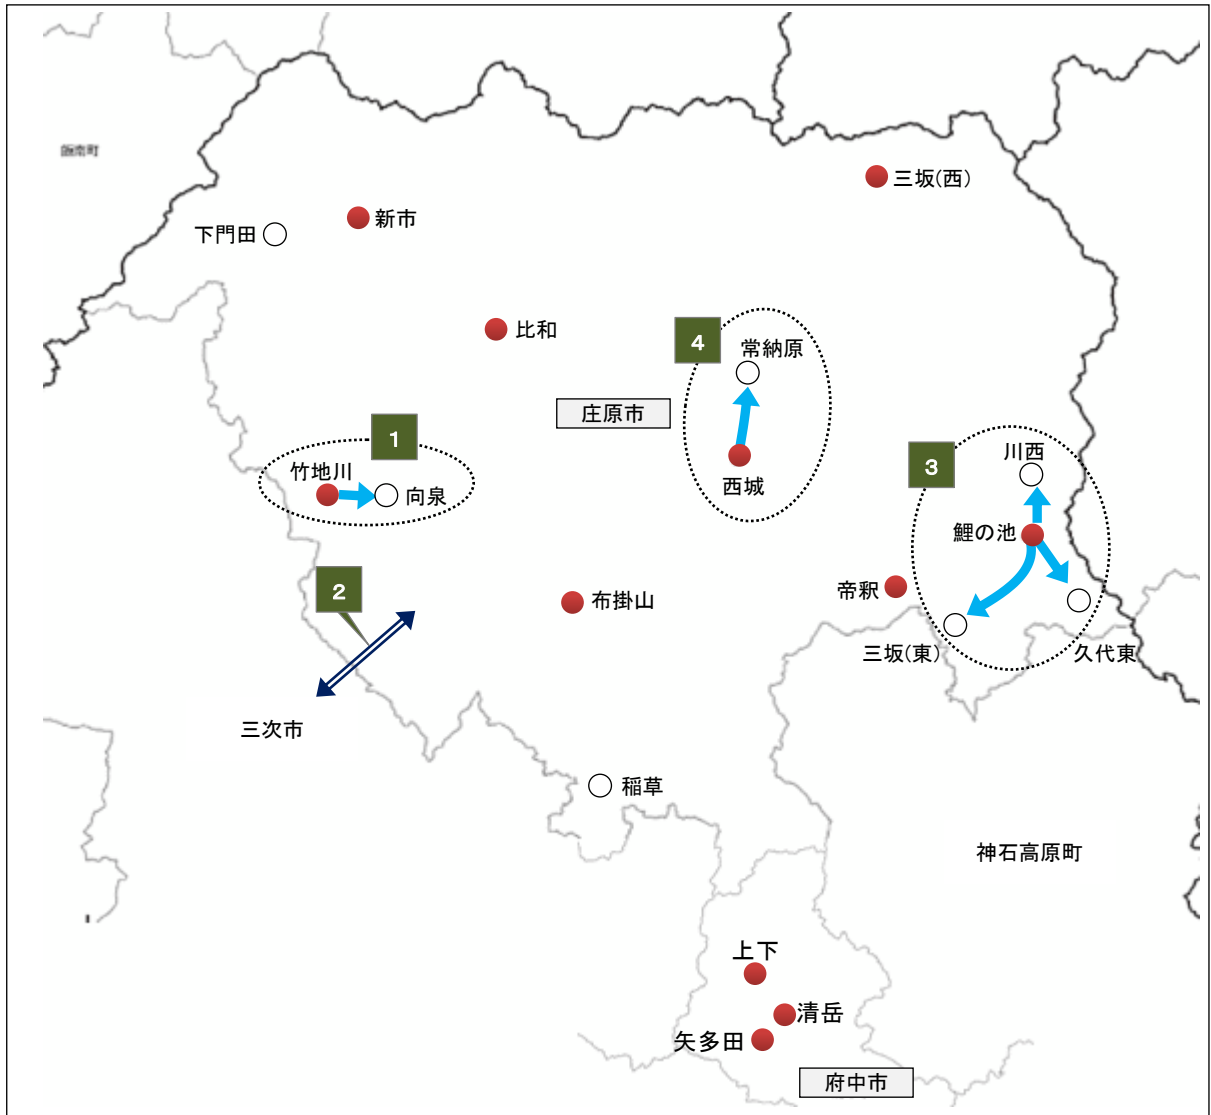 飯南町
三坂(西)
新市
下門田
比和
4
常納原
庄原市
1
川西
3
竹地川
西城
向泉
鯉の池
2
帝釈
布掛山
三坂(東)
久代東
三次市
稲草
神石高原町
上下
清岳
矢多田
府中市